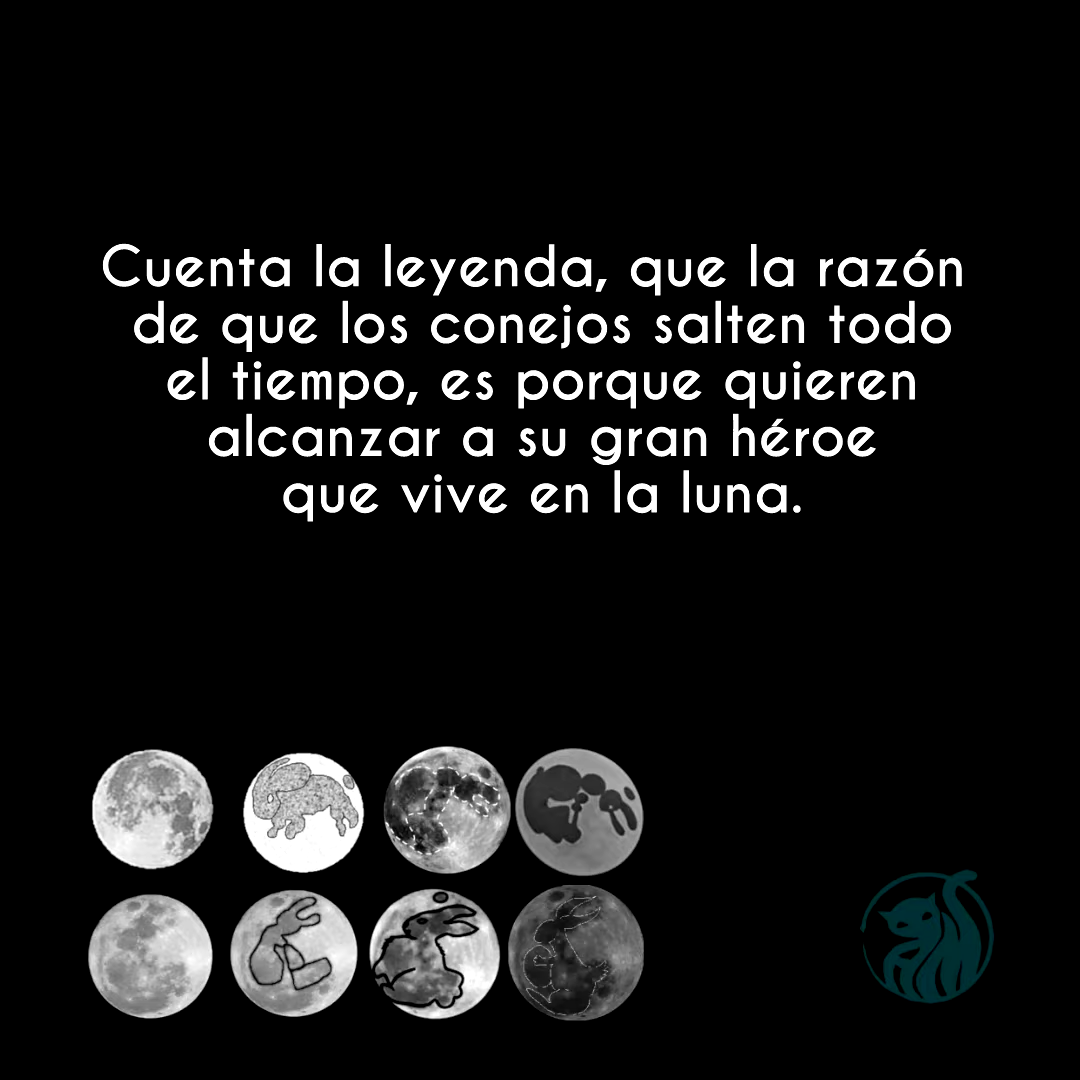 Cuenta la leyenda, que la razón
de que los conejos salten todo
el tiempo, es porque quieren
alcanzar a su gran héroe
que vive en la luna.